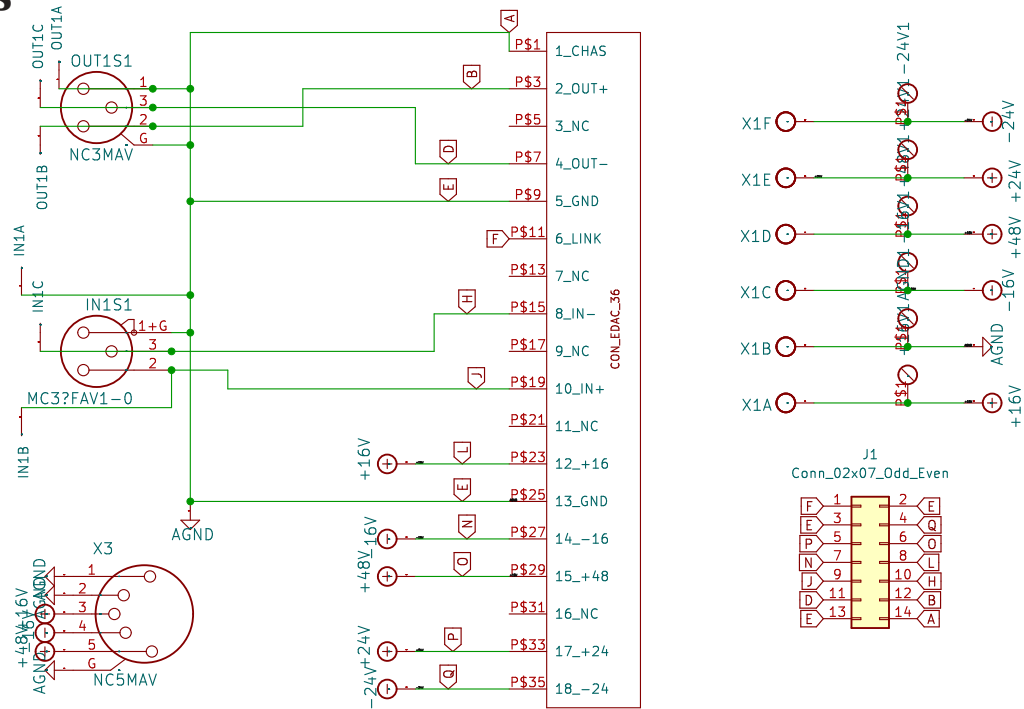 OUT1A
OUT1C
OUT1S1
1
3
2
G
NC3MAV
OUT1B
IN1A
IN1C
IN1S1
1+G
3
2
MC3?FAV1-0
IN1B
AGND
X3
1
2
3
4
5
G
NC5MAV
AGND
+48V
AGND
A
B
D
E
F
H
J
L
E
N
O
P
Q
+16V
-16V
+48V
+24V
-24V
P$1 1_CHAS
P$3 2_OUT+
P$5 3_NC
P$7 4_OUT-
P$9 5_GND
P$11 6_LINK
P$13 7_NC
P$15 8_IN-
P$17 9_NC
P$19 10_IN+
P$21 11_NC
P$23 12_+16
P$25 13_GND
P$27 14_-16
P$29 15_+48
P$31 16_NC
P$33 17_+24
P$35 18_-24
CON_EDAC_36
-24V1
X1F
-24V
X1E
+24V
X1D
+48V
X1C
-16V
X1B
AGND
X1A
P$1
+16V
J1
Conn_02x07_Odd_Even
F 1 2 E
E 3 4 Q
P 5 6 O
N 7 8 L
J 9 10 H
D 11 12 B
E 13 14 A